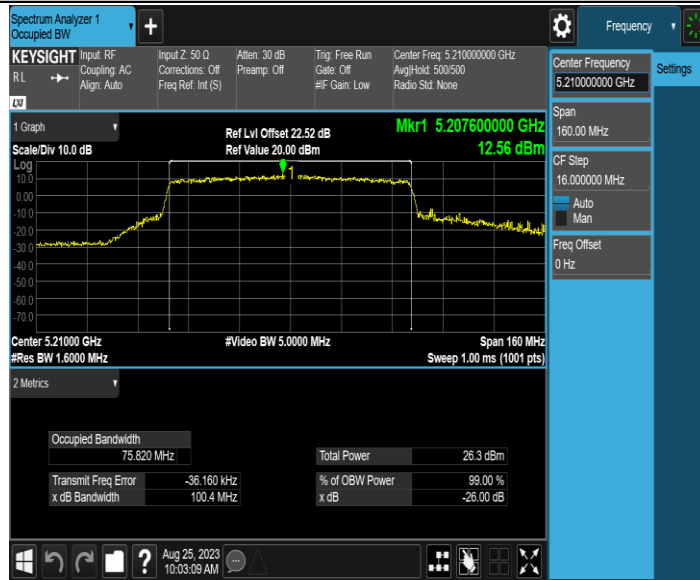 Spectrum Analyzer 1
Occupied BW
Frequency
KEYSIGHT
RL
LXI
Input: RF
Coupling: AC
Align: Auto
Input Z: 50 Ω
Corrections: Off
Freq Ref: Int (S)
Atten: 30 dB
Preamp: Off
Trig: Free Run
Gate: Off
#IF Gain: Low
Center Freq: 5.210000000 GHz
Avg|Hold: 500/500
Radio Std: None
Center Frequency
5.210000000 GHz
Settings
Span
160.00 MHz
CF Step
16.000000 MHz
Auto
Man
Freq Offset
0 Hz
1 Graph
Scale/Div 10.0 dB
Ref Lvl Offset 22.52 dB
Ref Value 20.00 dBm
Mkr1 5.207600000 GHz
12.56 dBm
Log
10.0
0.00
-10.0
-20.0
-30.0
-40.0
-50.0
-60.0
-70.0
1
Center 5.21000 GHz
#Res BW 1.6000 MHz
#Video BW 5.0000 MHz
Span 160 MHz
Sweep 1.00 ms (1001 pts)
2 Metrics
Occupied Bandwidth
75.820 MHz
Total Power 26.3 dBm
Transmit Freq Error -36.160 kHz
% of OBW Power 99.00 %
x dB Bandwidth 100.4 MHz
x dB -26.00 dB
?
Aug 25, 2023
10:03:09 AM